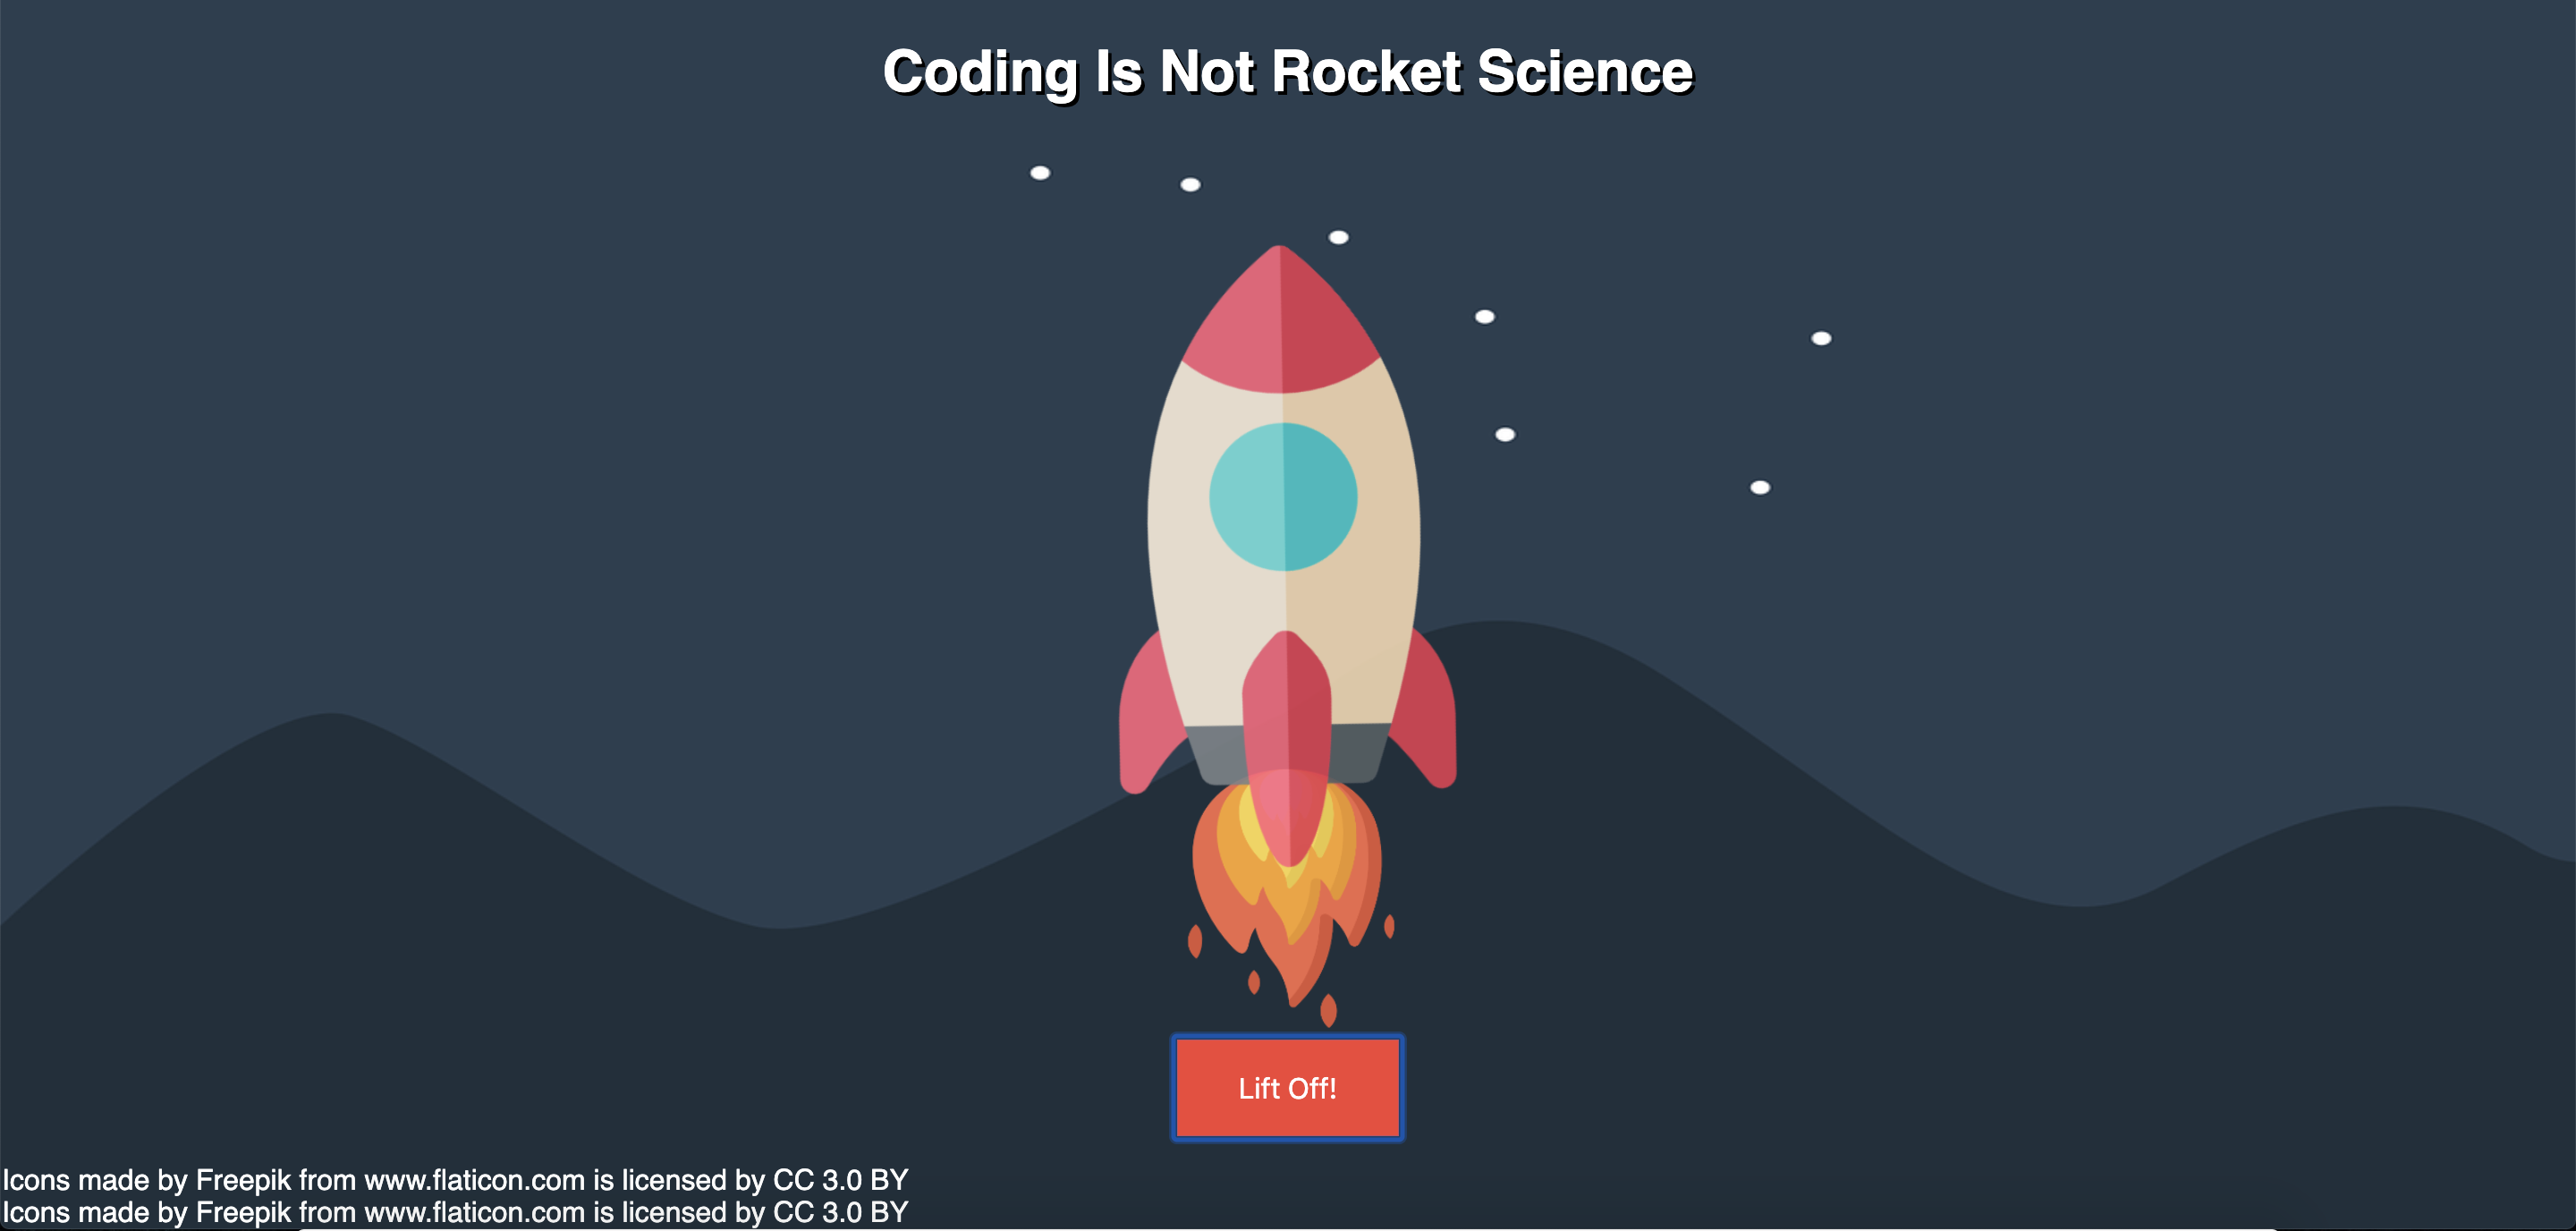 Coding Is Not Rocket Science
Lift Off!
Icons made by Freepik from www.flaticon.com is licensed by CC 3.0 BY
Icons made by Freepik from www.flaticon.com is licensed by CC 3.0 BY